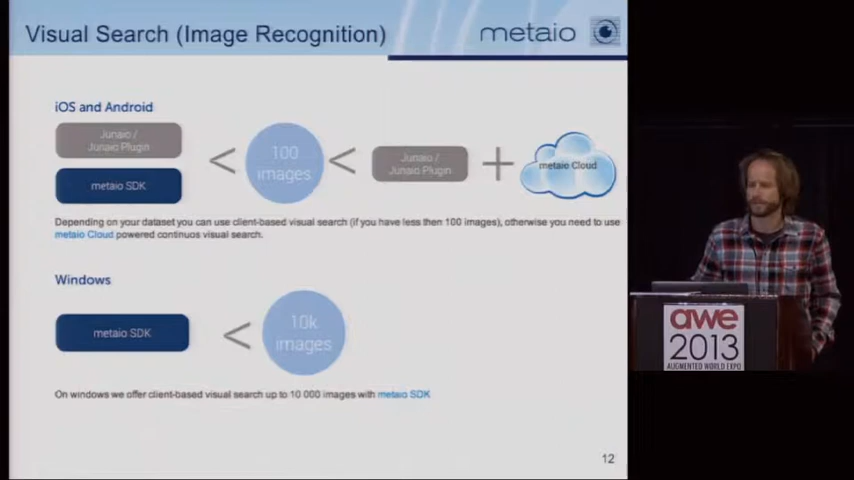 Visual Search (Image Recognition)
metaio
iOS and Android
Junaio /
Junaio Plugin
metaio SDK
<
100
images
<
Junaio /
Junaio Plugin
+
metaio Cloud
Depending on your dataset you can use client-based visual search (if you have less then 100 images), otherwise you need to use
metaio Cloud powered continuos visual search.
Windows
metaio SDK
<
10k
images
On windows we offer client-based visual search up to 10 000 images with metaio SDK
12
awe
2013
AUGMENTED WORLD EXPO